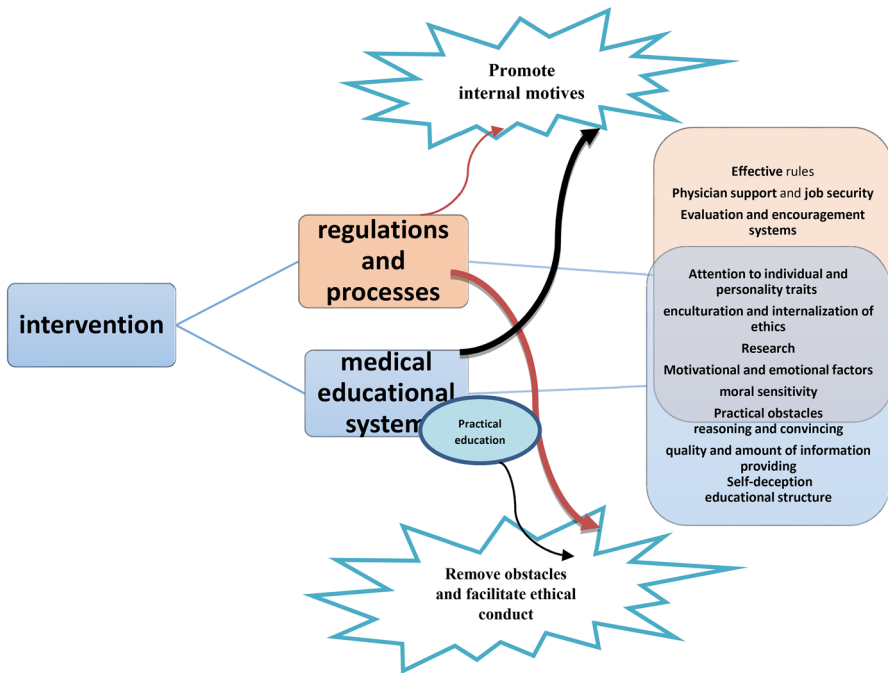 Promote
internal motives
regulations
and
processes
intervention
medical
educational
system
Practical
education
Remove obstacles
and facilitate ethical
conduct
Effective rules
Physician support and job security
Evaluation and encouragement
systems
Attention to individual and
personality traits
enculturation and internalization of
ethics
Research
Motivational and emotional factors
moral sensitivity
Practical obstacles
reasoning and convincing
quality and amount of information
providing
Self-deception
educational structure